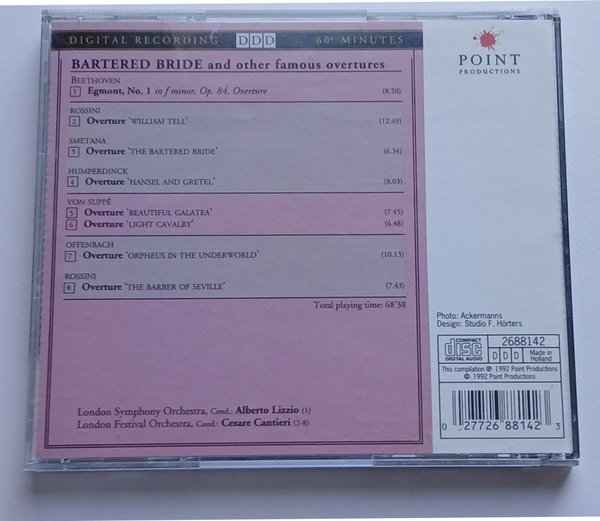 DIGITAL RECORDING DDD 60+ MINUTES
BARTERED BRIDE and other famous overtures
BEETHOVEN
1 Egmont, No. 1 in f minor, Op. 84, Overture (8.20)
ROSSINI
2 Overture ‘WILLIAM TELL’ (12.49)
SMETANA
3 Overture ‘THE BARTERED BRIDE’ (6.34)
HUMPERDINCK
4 Overture ‘HANSEL AND GRETEL’ (8.03)
VON SUPPÉ
5 Overture ‘BEAUTIFUL GALATEA’ (7.45)
6 Overture ‘LIGHT CAVALRY’ (6.48)
OFFENBACH
7 Overture ‘ORPHEUS IN THE UNDERWORLD’ (10.13)
ROSSINI
8 Overture ‘THE BARBER OF SEVILLE’ (7.43)
Total playing time: 68'38
London Symphony Orchestra, Cond.: Alberto Lizzio (1)
London Festival Orchestra, Cond.: Cesare Cantieri (2-8)
POINT
PRODUCTIONS
Photo: Ackermanns
Design: Studio F. Hörters
COMPACT
disc
DIGITAL AUDIO
2688142
DDD
Made in
Holland
This compilation ℗ 1992 Point Productions
© 1992 Point Productions
0 27726 88142 3